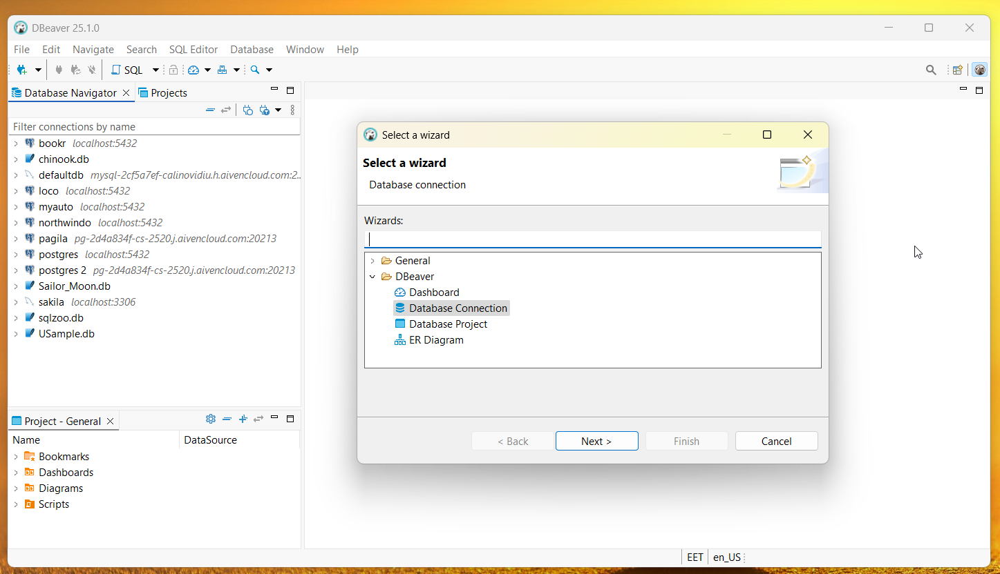 DBeaver 25.1.0
File Edit Navigate Search SQL Editor Database Window Help
SQL
Database Navigator Projects
Filter connections by name
bookr localhost:5432
chinook.db
defaultdb mysql-2cf5a7ef-calinovidiu.h.aivencloud.com:2..
loco localhost:5432
myauto localhost:5432
northwindo localhost:5432
pagila pg-2d4a834f-cs-2520.j.aivencloud.com:20213
postgres localhost:5432
postgres 2 pg-2d4a834f-cs-2520.j.aivencloud.com:20213
Sailor_Moon.db
sakila localhost:3306
sqlzoo.db
USample.db
Project - General
Name DataSource
Bookmarks
Dashboards
Diagrams
Scripts
Select a wizard
Select a wizard
Database connection
Wizards:
General
DBeaver
Dashboard
Database Connection
Database Project
ER Diagram
< Back Next > Finish Cancel
EET en_US